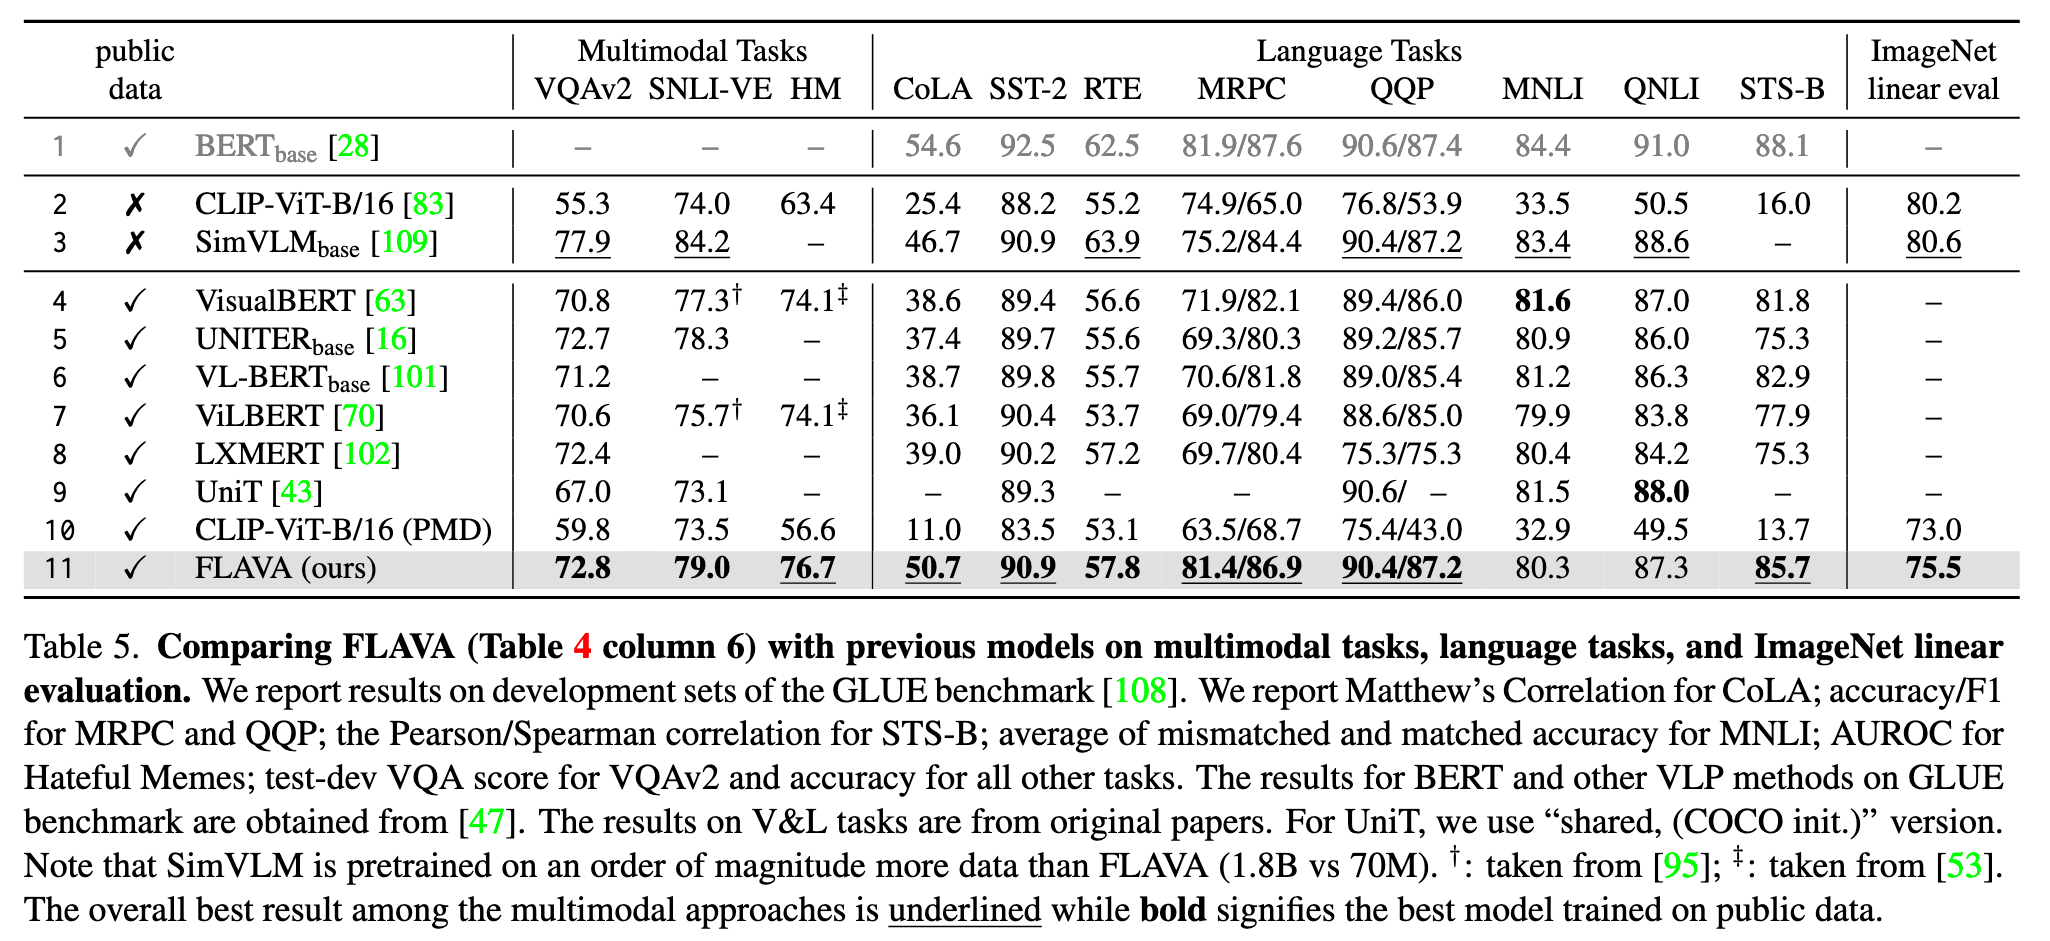 public Multimodal Tasks Language Tasks ImageNet
data VQAv2 SNLI-VE HM CoLA SST-2 RTE MRPC QQP MNLI QNLI STS-B linear eval
1 ✓ BERTbase [28] – – – 54.6 92.5 62.5 81.9/87.6 90.6/87.4 84.4 91.0 88.1 –
2 ✗ CLIP-ViT-B/16 [83] 55.3 74.0 63.4 25.4 88.2 55.2 74.9/65.0 76.8/53.9 33.5 50.5 16.0 80.2
3 ✗ SimVLMbase [109] 77.9 84.2 – 46.7 90.9 63.9 75.2/84.4 90.4/87.2 83.4 88.6 – 80.6
4 ✓ VisualBERT [63] 70.8 77.3† 74.1‡ 38.6 89.4 56.6 71.9/82.1 89.4/86.0 81.6 87.0 81.8 –
5 ✓ UNITERbase [16] 72.7 78.3 – 37.4 89.7 55.6 69.3/80.3 89.2/85.7 80.9 86.0 75.3 –
6 ✓ VL-BERTbase [101] 71.2 – – 38.7 89.8 55.7 70.6/81.8 89.0/85.4 81.2 86.3 82.9 –
7 ✓ ViLBERT [70] 70.6 75.7† 74.1‡ 36.1 90.4 53.7 69.0/79.4 88.6/85.0 79.9 83.8 77.9 –
8 ✓ LXMERT [102] 72.4 – – 39.0 90.2 57.2 69.7/80.4 75.3/75.3 80.4 84.2 75.3 –
9 ✓ UniT [43] 67.0 73.1 – – 89.3 – – 90.6/ – 81.5 88.0 – –
10 ✓ CLIP-ViT-B/16 (PMD) 59.8 73.5 56.6 11.0 83.5 53.1 63.5/68.7 75.4/43.0 32.9 49.5 13.7 73.0
11 ✓ FLAVA (ours) 72.8 79.0 76.7 50.7 90.9 57.8 81.4/86.9 90.4/87.2 80.3 87.3 85.7 75.5
Table 5. Comparing FLAVA (Table 4 column 6) with previous models on multimodal tasks, language tasks, and ImageNet linear
evaluation. We report results on development sets of the GLUE benchmark [108]. We report Matthew's Correlation for CoLA; accuracy/F1
for MRPC and QQP; the Pearson/Spearman correlation for STS-B; average of mismatched and matched accuracy for MNLI; AUROC for
Hateful Memes; test-dev VQA score for VQAv2 and accuracy for all other tasks. The results for BERT and other VLP methods on GLUE
benchmark are obtained from [47]. The results on V&L tasks are from original papers. For UniT, we use “shared, (COCO init.)” version.
Note that SimVLM is pretrained on an order of magnitude more data than FLAVA (1.8B vs 70M). †: taken from [95]; ‡: taken from [53].
The overall best result among the multimodal approaches is underlined while bold signifies the best model trained on public data.